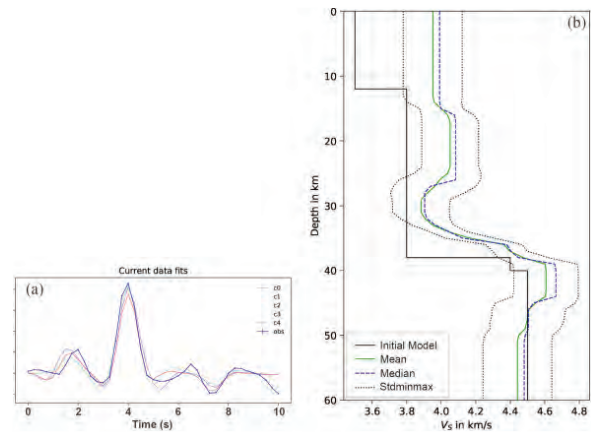 (a)
Current data fits
c0
c1
c2
c3
c4
obs
0
2
4
6
8
10
Time (s)
(b)
0
10
20
30
40
50
60
Depth in km
Initial Model
Mean
Median
Stdminmax
3.6
3.8
4.0
4.2
4.4
4.6
4.8
Vs in km/s